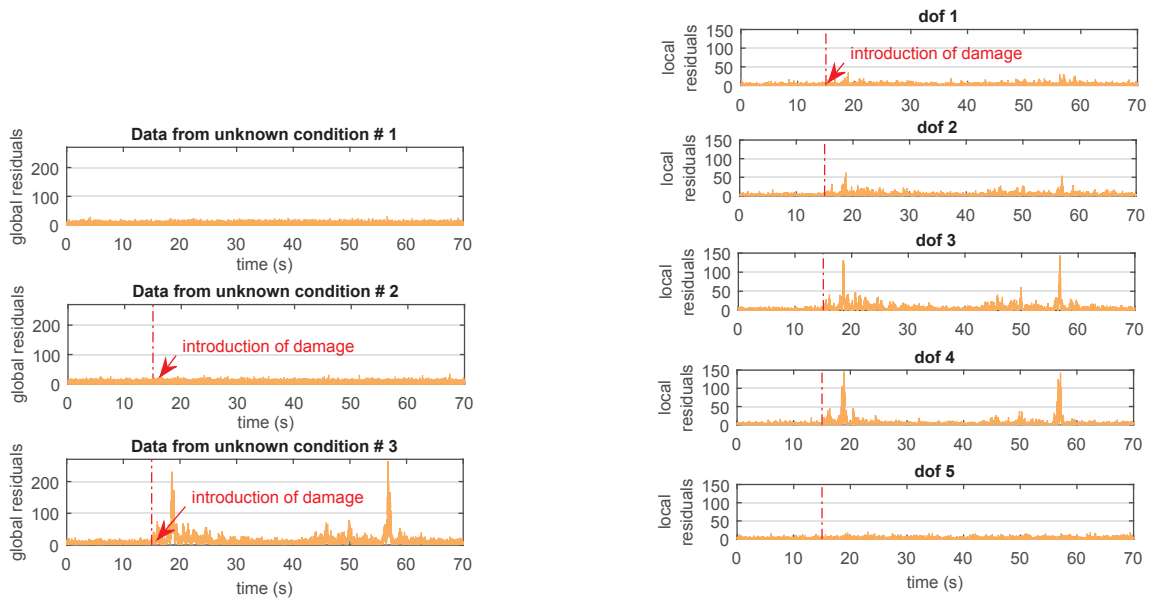 Data from unknown condition # 1
global residuals
200
100
0
0 10 20 30 40 50 60 70
time (s)
Data from unknown condition # 2
global residuals
200
100
0
introduction of damage
0 10 20 30 40 50 60 70
time (s)
Data from unknown condition # 3
global residuals
200
100
0
introduction of damage
0 10 20 30 40 50 60 70
time (s)
dof 1
local
residuals
150
100
50
0
introduction of damage
0 10 20 30 40 50 60 70
dof 2
local
residuals
150
100
50
0
0 10 20 30 40 50 60 70
dof 3
local
residuals
150
100
50
0
0 10 20 30 40 50 60 70
dof 4
local
residuals
150
100
50
0
0 10 20 30 40 50 60 70
dof 5
local
residuals
150
100
50
0
0 10 20 30 40 50 60 70
time (s)